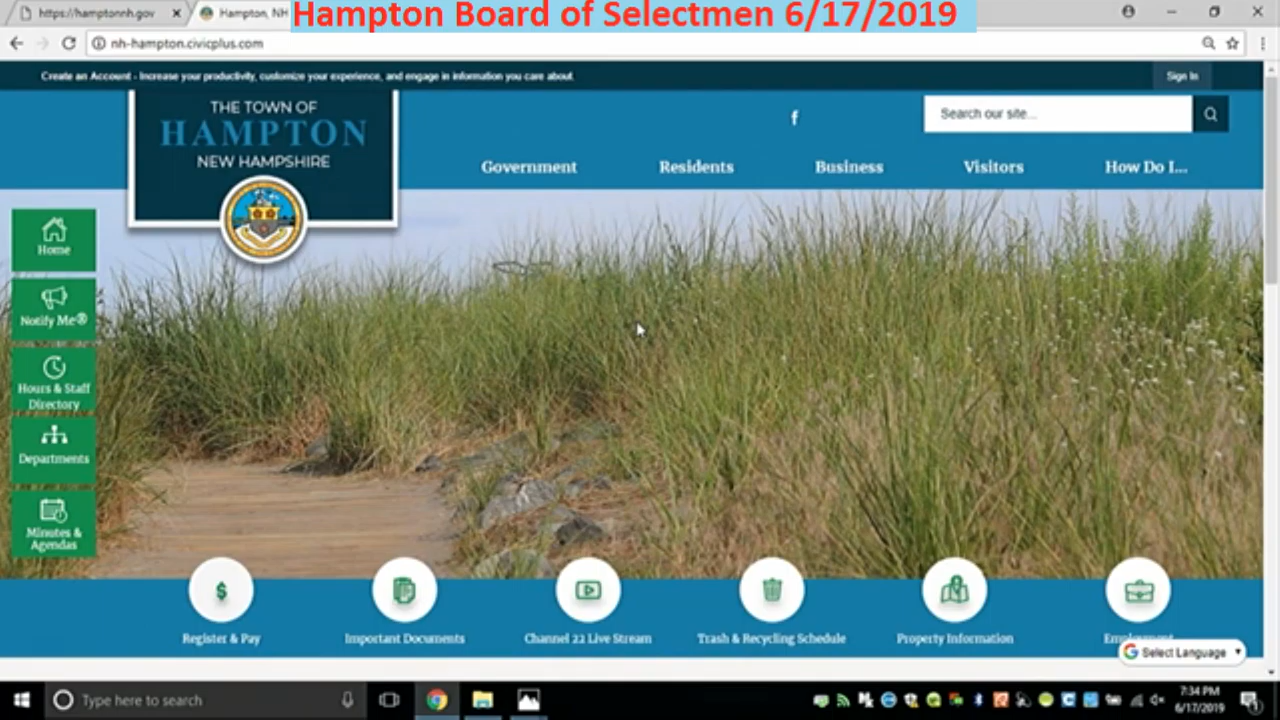 https://hamptonnh.gov
Hampton, NH
Hampton Board of Selectmen 6/17/2019
nh-hampton.civicplus.com
Create an Account - Increase your productivity, customize your experience, and engage in information you care about.
Sign In
THE TOWN OF
HAMPTON
NEW HAMPSHIRE
f
Search our site...
Government
Residents
Business
Visitors
How Do I...
Home
Notify Me®
Hours & Staff
Directory
Departments
Minutes &
Agendas
Register & Pay
Important Documents
Channel 22 Live Stream
Trash & Recycling Schedule
Property Information
Employment
G Select Language
Type here to search
7:34 PM
6/17/2019